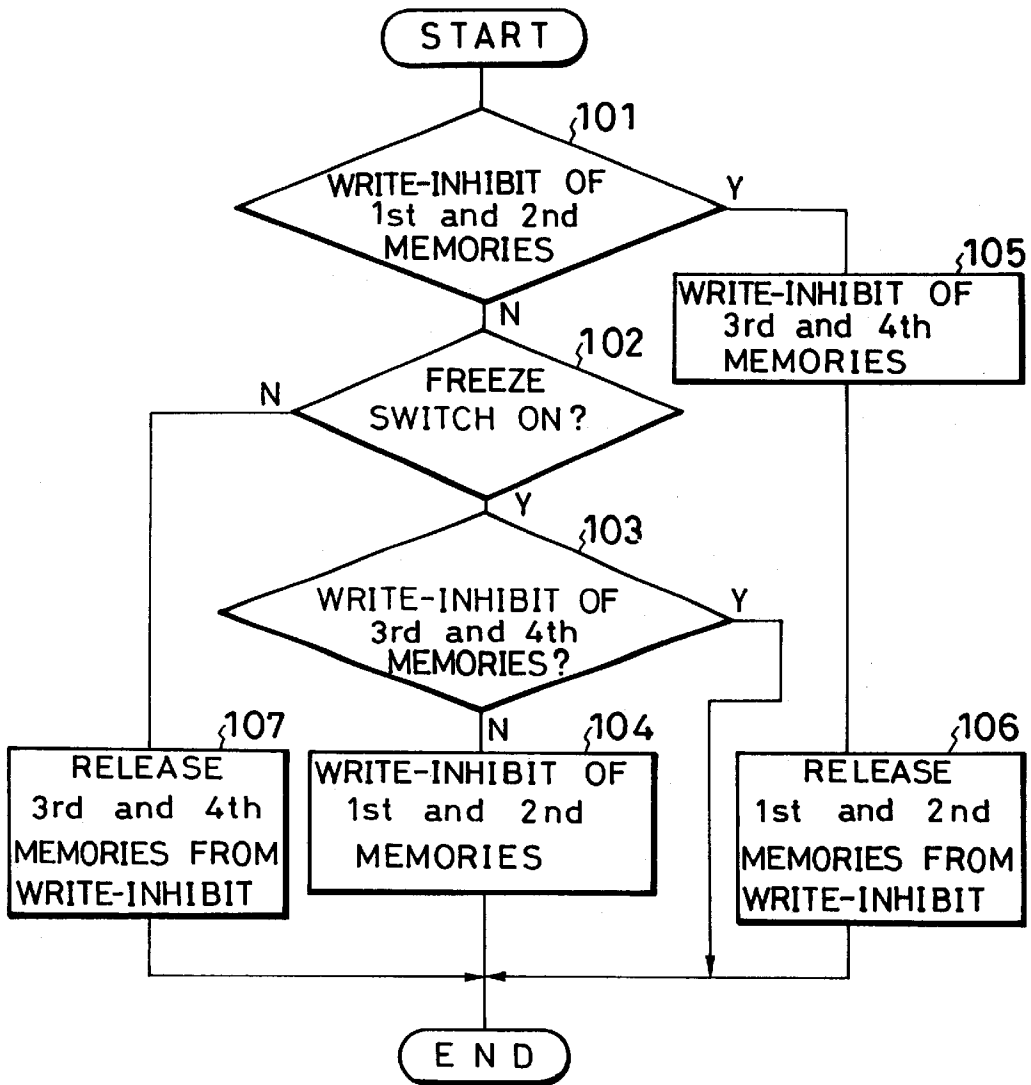 START
101
WRITE-INHIBIT OF
1st and 2nd
MEMORIES
Y
N
105
WRITE-INHIBIT OF
3rd and 4th
MEMORIES
102
FREEZE
SWITCH ON?
N
Y
103
WRITE-INHIBIT OF
3rd and 4th
MEMORIES?
Y
N
107
RELEASE
3rd and 4th
MEMORIES FROM
WRITE-INHIBIT
104
WRITE-INHIBIT OF
1st and 2nd
MEMORIES
106
RELEASE
1st and 2nd
MEMORIES FROM
WRITE-INHIBIT
END